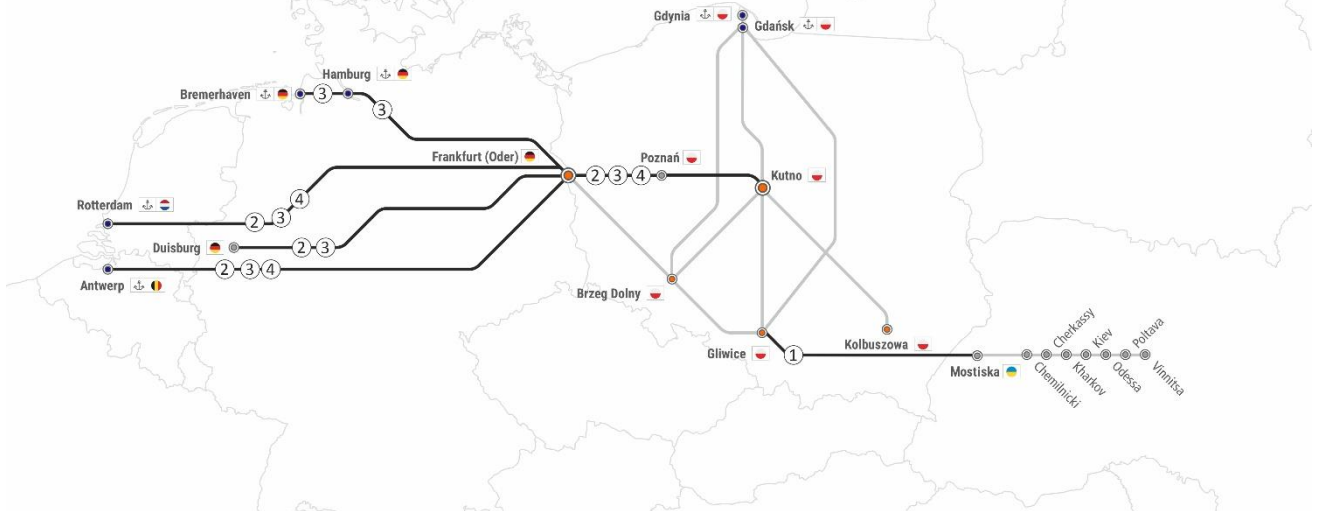 Gdynia
Gdańsk
Hamburg
Bremerhaven
3
3
Frankfurt (Oder)
Poznań
2 3 4
Kutno
Rotterdam
2 3 4
Duisburg
2 3
Antwerp
2 3 4
Brzeg Dolny
Gliwice
1
Kolbuszowa
Mostiska
Chemilnicki
Cherkassy
Kharkov
Kiev
Odessa
Poltava
Vinnitsa